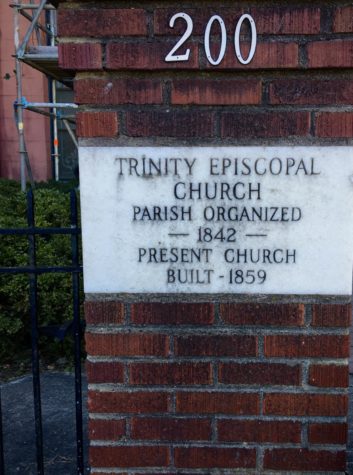 200
TRINITY EPISCOPAL
CHURCH
PARISH ORGANIZED
— 1842 —
PRESENT CHURCH
BUILT - 1859